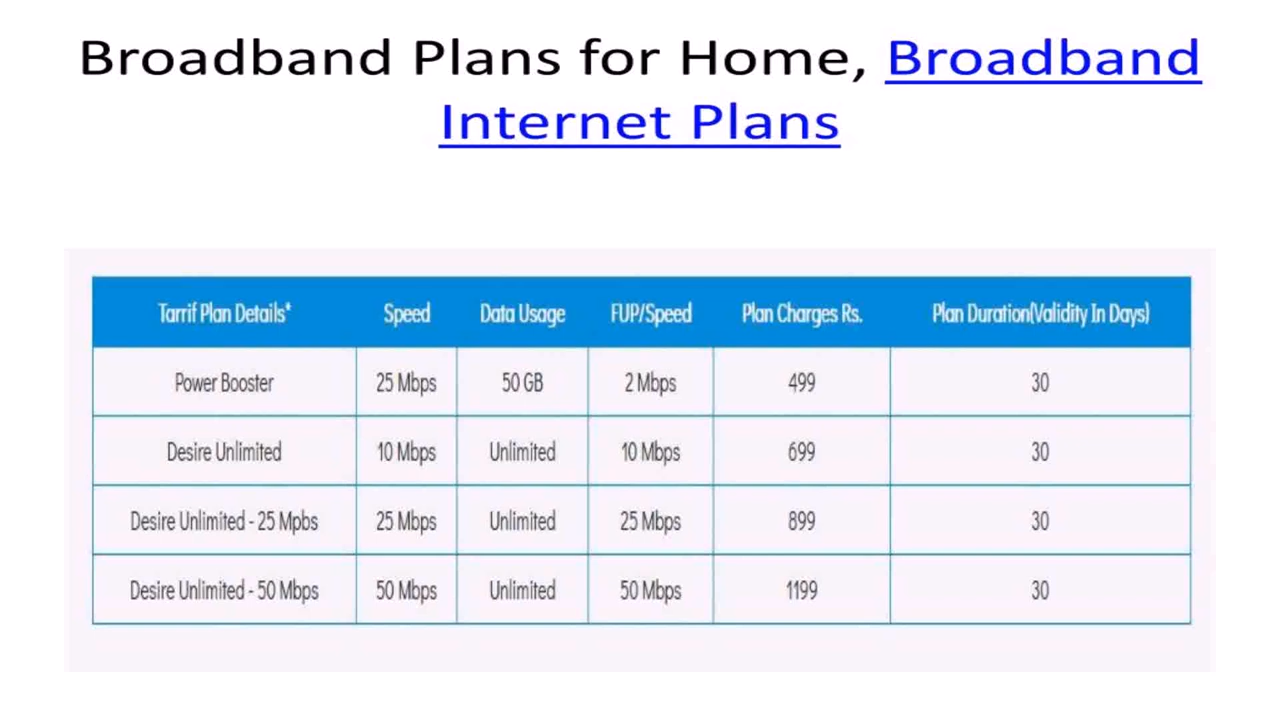 Broadband Plans for Home, Broadband
Internet Plans
Tarrif Plan Details* Speed Data Usage FUP/Speed Plan Charges Rs. Plan Duration(Validity In Days)
Power Booster 25 Mbps 50 GB 2 Mbps 499 30
Desire Unlimited 10 Mbps Unlimited 10 Mbps 699 30
Desire Unlimited - 25 Mpbs 25 Mbps Unlimited 25 Mbps 899 30
Desire Unlimited - 50 Mbps 50 Mbps Unlimited 50 Mbps 1199 30